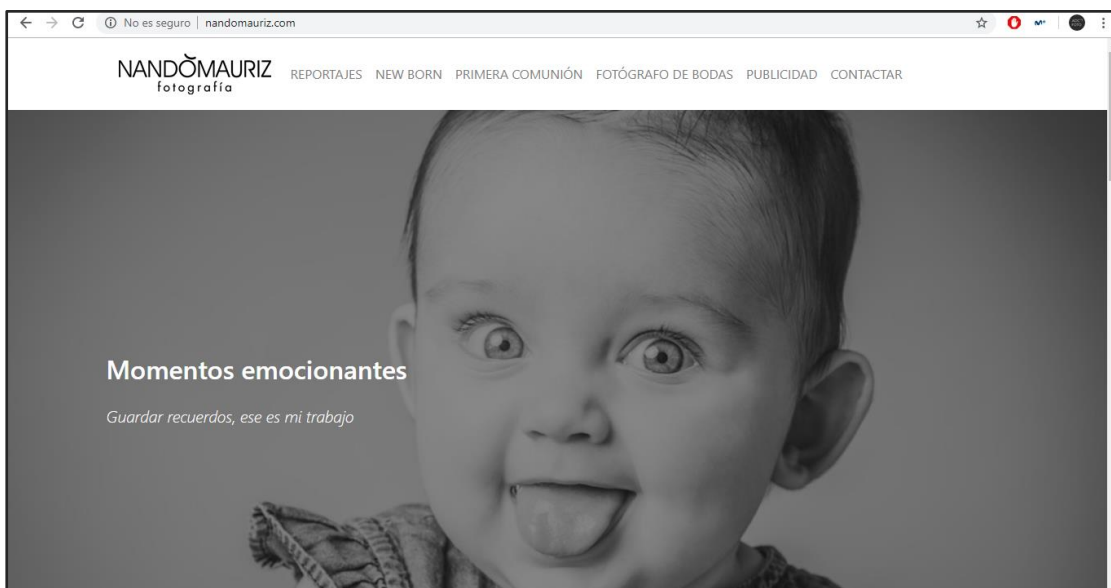 No es seguro | nandomauriz.com
NANDOMAURIZ
fotografía
REPORTAJES NEW BORN PRIMERA COMUNIÓN FOTÓGRAFO DE BODAS PUBLICIDAD CONTACTAR
Momentos emocionantes
Guardar recuerdos, ese es mi trabajo